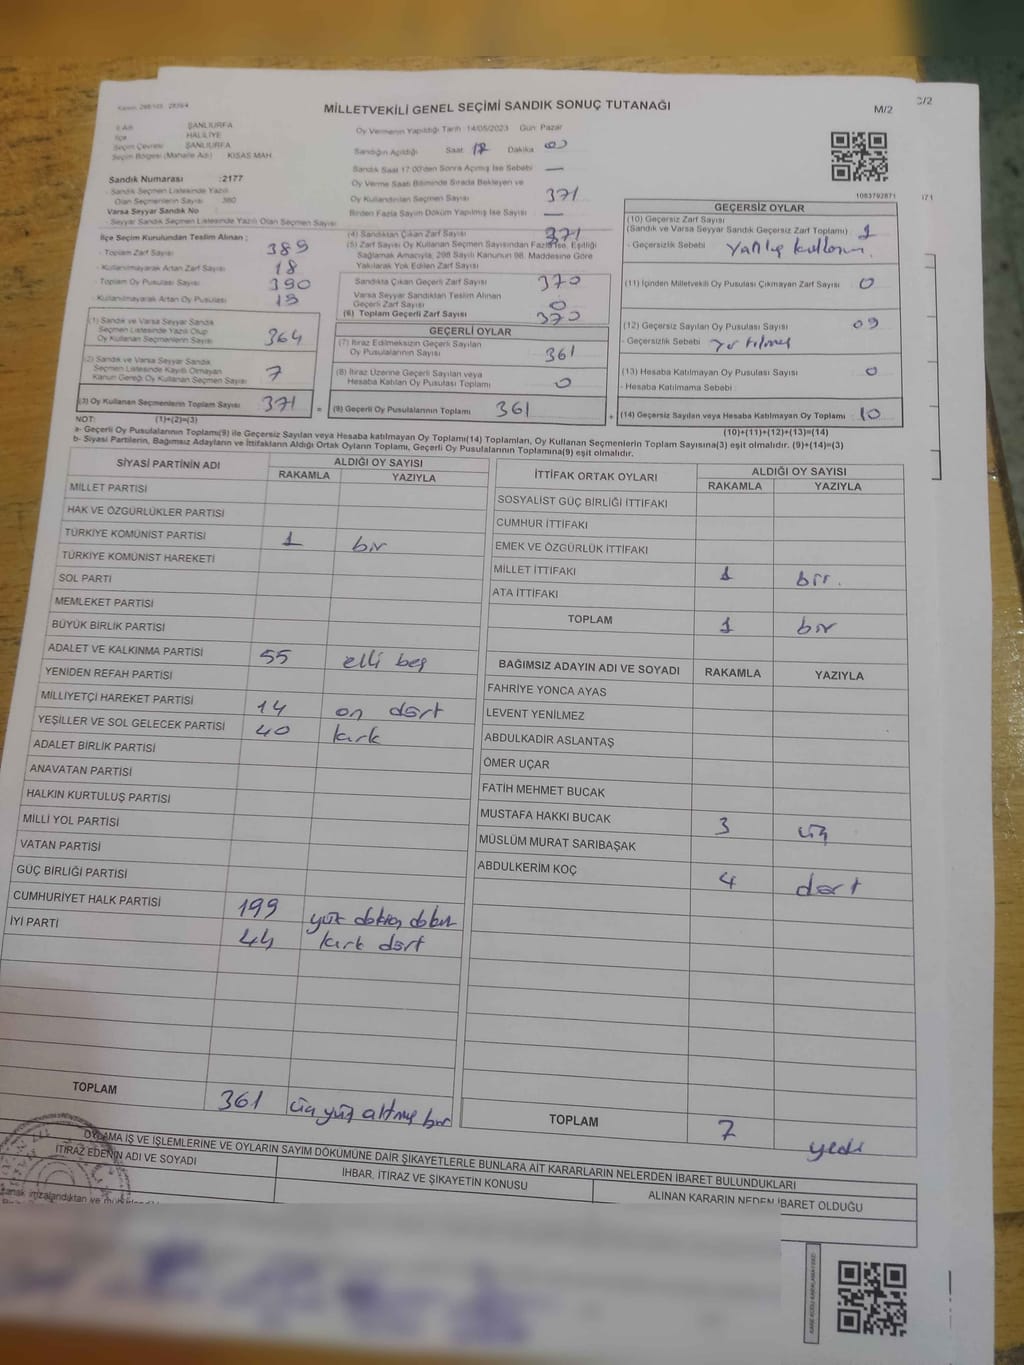 MİLLETVEKİLİ GENEL SEÇİMİ SANDIK SONUÇ TUTANAĞI
M/2
ŞANLIURFA
İlçe HALİLİYE
Seçim Çevresi ŞANLIURFA
Seçim Bölgesi (Mahalle Adı) KISAS MAH.
Sandık Numarası :2177
- Sandık Seçmen Listesinde Yazılı
Olan Seçmenlerin Sayısı 380
Varsa Seyyar Sandık No
- Seyyar Sandık Seçmen Listesinde Yazılı Olan Seçmen Sayısı
İlçe Seçim Kurulundan Teslim Alınan :
- Toplam Zarf Sayısı 389
- Kullanılmayarak Artan Zarf Sayısı 18
- Toplam Oy Pusulası Sayısı 390
- Kullanılmayarak Artan Oy Pusulası
(1) Sandık ve Varsa Seyyar Sandık
Seçmen Listesinde Yazılı Olup
Oy Kullanan Seçmenlerin Sayısı 364
(2) Sandık ve Varsa Seyyar Sandık
Seçmen Listesinde Kayıtlı Olmayan
Kanun Gereği Oy Kullanan Seçmen Sayısı 7
(3) Oy Kullanan Seçmenlerin Toplam Sayısı 371
NOT: (1)+(2)=(3)
Oy Vermenin Yapıldığı Tarih :14/05/2023 Gün: Pazar
Sandığın Açıldığı Saat Dakika 00
Sandık Saat 17:00'den Sonra Açılmış İse Sebebi —
Oy Verme Saati Bitiminde Sırada Bekleyen ve
Oy Kullandırılan Seçmen Sayısı 371
Birden Fazla Sayım Döküm Yapılmış İse Sayısı —
(4) Sandıktan Çıkan Zarf Sayısı 371
(5) Zarf Sayısı Oy Kullanan Seçmen Sayısından Fazla İse, Eşitliği
Sağlamak Amacıyla, 298 Sayılı Kanunun 98. Maddesine Göre
Yakılarak Yok Edilen Zarf Sayısı
Sandıkta Çıkan Geçerli Zarf Sayısı 370
Varsa Seyyar Sandıktan Teslim Alınan
Geçerli Zarf Sayısı 0
(6) Toplam Geçerli Zarf Sayısı 370
GEÇERLİ OYLAR
(7) İtiraz Edilmeksizin Geçerli Sayılan
Oy Pusulalarının Sayısı 361
(8) İtiraz Üzerine Geçerli Sayılan veya
Hesaba Katılan Oy Pusulası Toplamı 0
= (9) Geçerli Oy Pusulalarının Toplamı 361 +
1083792871
GEÇERSİZ OYLAR
(10) Geçersiz Zarf Sayısı
(Sandık ve Varsa Seyyar Sandık Geçersiz Zarf Toplamı) 1
- Geçersizlik Sebebi
(11) İçinden Milletvekili Oy Pusulası Çıkmayan Zarf Sayısı 0
(12) Geçersiz Sayılan Oy Pusulası Sayısı 09
- Geçersizlik Sebebi
(13) Hesaba Katılmayan Oy Pusulası Sayısı 0
- Hesaba Katılmama Sebebi :
(14) Geçersiz Sayılan veya Hesaba Katılmayan Oy Toplamı 10
(10)+(11)+(12)+(13)=(14)
a- Geçerli Oy Pusulalarının Toplamı(9) ile Geçersiz Sayılan veya Hesaba katılmayan Oy Toplamı(14) Toplamları, Oy Kullanan Seçmenlerin Toplam Sayısına(3) eşit olmalıdır. (9)+(14)=(3)
b- Siyasi Partilerin, Bağımsız Adayların ve İttifakların Aldığı Ortak Oyların Toplamı, Geçerli Oy Pusulalarının Toplamına(9) eşit olmalıdır.
SİYASİ PARTİNİN ADI ALDIĞI OY SAYISI
RAKAMLA YAZIYLA
MİLLET PARTİSİ
HAK VE ÖZGÜRLÜKLER PARTİSİ
TÜRKİYE KOMÜNİST PARTİSİ 1 bir
TÜRKİYE KOMÜNİST HAREKETİ
SOL PARTİ
MEMLEKET PARTİSİ
BÜYÜK BİRLİK PARTİSİ
ADALET VE KALKINMA PARTİSİ 55 elli beş
YENİDEN REFAH PARTİSİ
MİLLİYETÇİ HAREKET PARTİSİ 14 on dört
YEŞİLLER VE SOL GELECEK PARTİSİ 40 kırk
ADALET BİRLİK PARTİSİ
ANAVATAN PARTİSİ
HALKIN KURTULUŞ PARTİSİ
MİLLİ YOL PARTİSİ
VATAN PARTİSİ
GÜÇ BİRLİĞİ PARTİSİ
CUMHURİYET HALK PARTİSİ 199 yüz doksan dokuz
İYİ PARTİ 44 kırk dört
TOPLAM 361 üç yüz altmış bir
İTTİFAK ORTAK OYLARI ALDIĞI OY SAYISI
RAKAMLA YAZIYLA
SOSYALİST GÜÇ BİRLİĞİ İTTİFAKI
CUMHUR İTTİFAKI
EMEK VE ÖZGÜRLÜK İTTİFAKI
MİLLET İTTİFAKI 1 bir.
ATA İTTİFAKI
TOPLAM 1 bir
BAĞIMSIZ ADAYIN ADI VE SOYADI RAKAMLA YAZIYLA
FAHRİYE YONCA AYAS
LEVENT YENİLMEZ
ABDULKADİR ASLANTAŞ
ÖMER UÇAR
FATİH MEHMET BUCAK
MUSTAFA HAKKI BUCAK 3 üç
MÜSLÜM MURAT SARIBAŞAK
ABDULKERİM KOÇ 4 dört
TOPLAM 7 yedi
OYLAMA İŞ VE İŞLEMLERİNE VE OYLARIN SAYIM DÖKÜMÜNE DAİR ŞİKAYETLERLE BUNLARA AİT KARARLARIN NELERDEN İBARET BULUNDUKLARI
İTİRAZ EDENİN ADI VE SOYADI İHBAR, İTİRAZ VE ŞİKAYETİN KONUSU ALINAN KARARIN NEDEN İBARET OLDUĞU